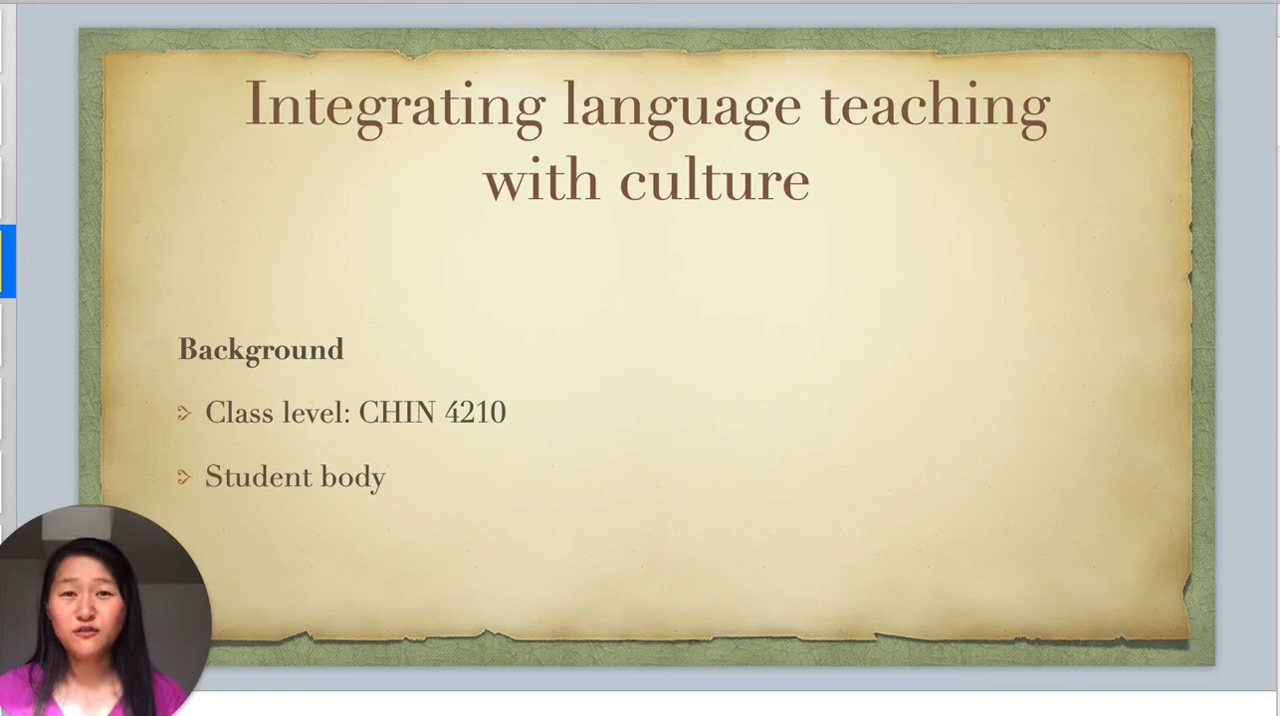 Integrating language teaching
with culture
Background
Class level: CHIN 4210
Student body